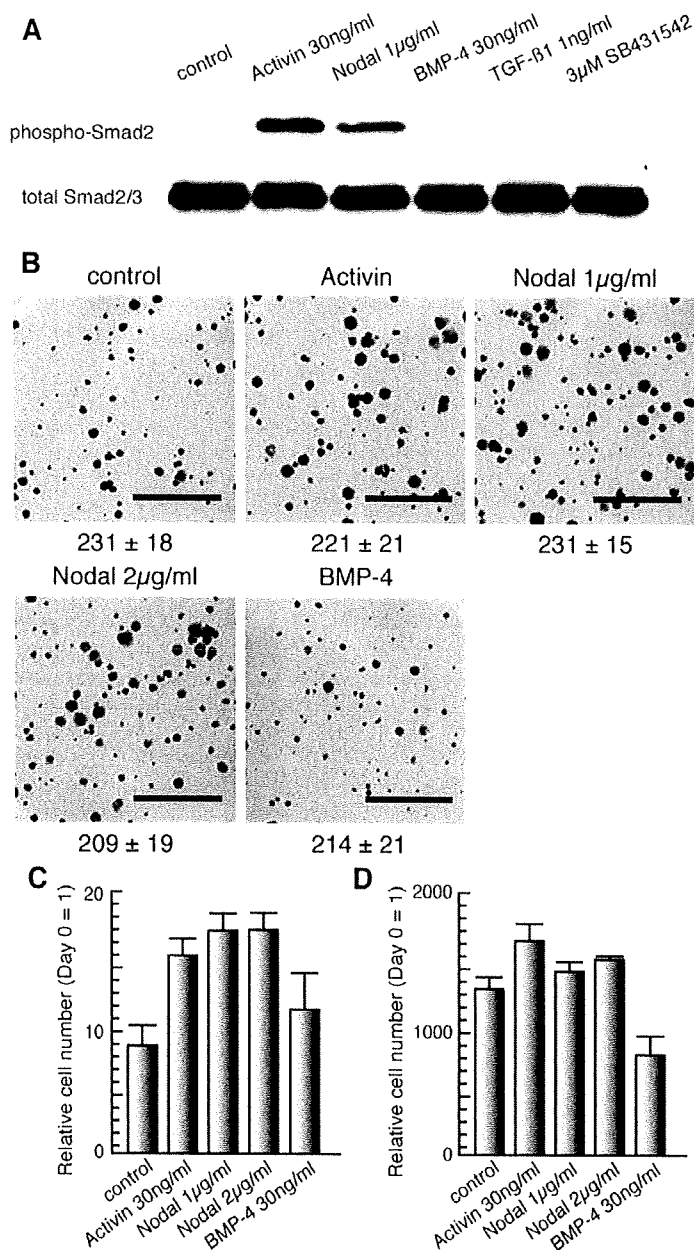 A
control
Activin 30ng/ml
Nodal 1µg/ml
BMP-4 30ng/ml
TGF-ß1 1ng/ml
3µM SB431542
phospho-Smad2
total Smad2/3
B
control
Activin
Nodal 1µg/ml
231 ± 18
221 ± 21
231 ± 15
Nodal 2µg/ml
BMP-4
209 ± 19
214 ± 21
C
Relative cell number (Day 0 = 1)
20
10
0
control
Activin 30ng/ml
Nodal 1µg/ml
Nodal 2µg/ml
BMP-4 30ng/ml
D
Relative cell number (Day 0 = 1)
2000
1000
0
control
Activin 30ng/ml
Nodal 1µg/ml
Nodal 2µg/ml
BMP-4 30ng/ml